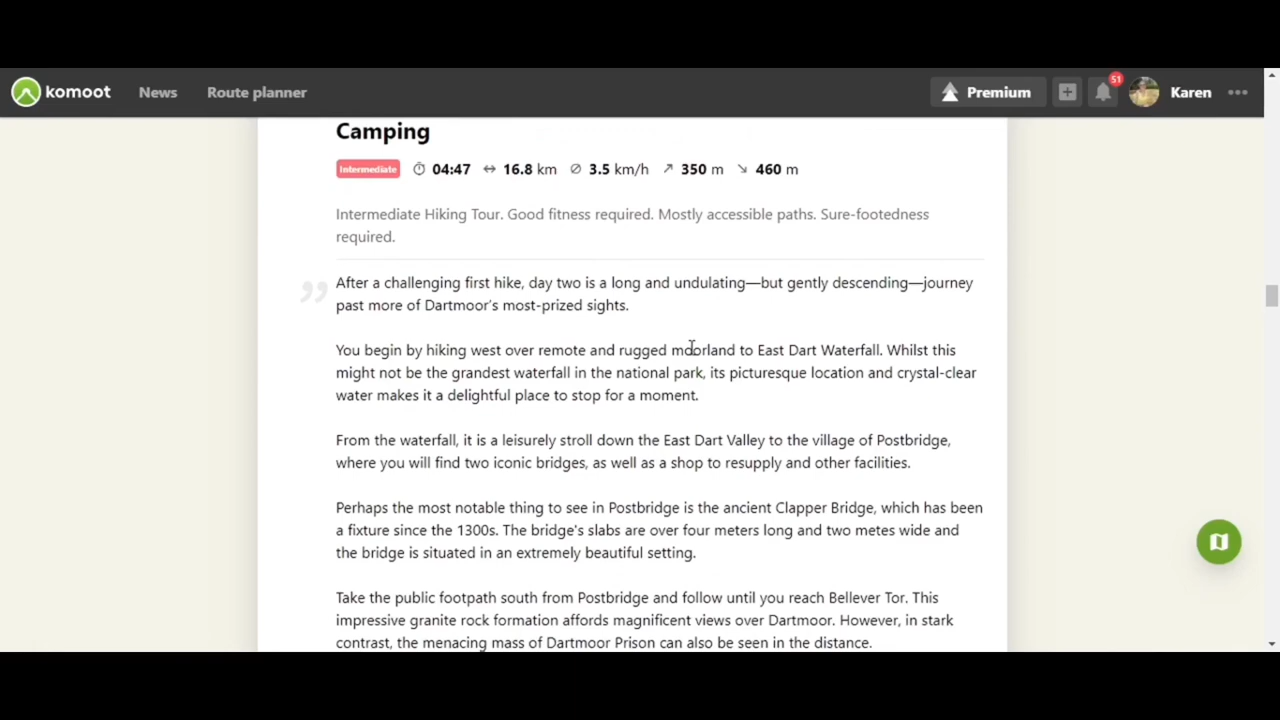 komoot News Route planner Premium 51 Karen
Camping
Intermediate 04:47 16.8 km 3.5 km/h 350 m 460 m
Intermediate Hiking Tour. Good fitness required. Mostly accessible paths. Sure-footedness
required.
After a challenging first hike, day two is a long and undulating—but gently descending—journey
past more of Dartmoor's most-prized sights.
You begin by hiking west over remote and rugged moorland to East Dart Waterfall. Whilst this
might not be the grandest waterfall in the national park, its picturesque location and crystal-clear
water makes it a delightful place to stop for a moment.
From the waterfall, it is a leisurely stroll down the East Dart Valley to the village of Postbridge,
where you will find two iconic bridges, as well as a shop to resupply and other facilities.
Perhaps the most notable thing to see in Postbridge is the ancient Clapper Bridge, which has been
a fixture since the 1300s. The bridge's slabs are over four meters long and two metes wide and
the bridge is situated in an extremely beautiful setting.
Take the public footpath south from Postbridge and follow until you reach Bellever Tor. This
impressive granite rock formation affords magnificent views over Dartmoor. However, in stark
contrast, the menacing mass of Dartmoor Prison can also be seen in the distance.